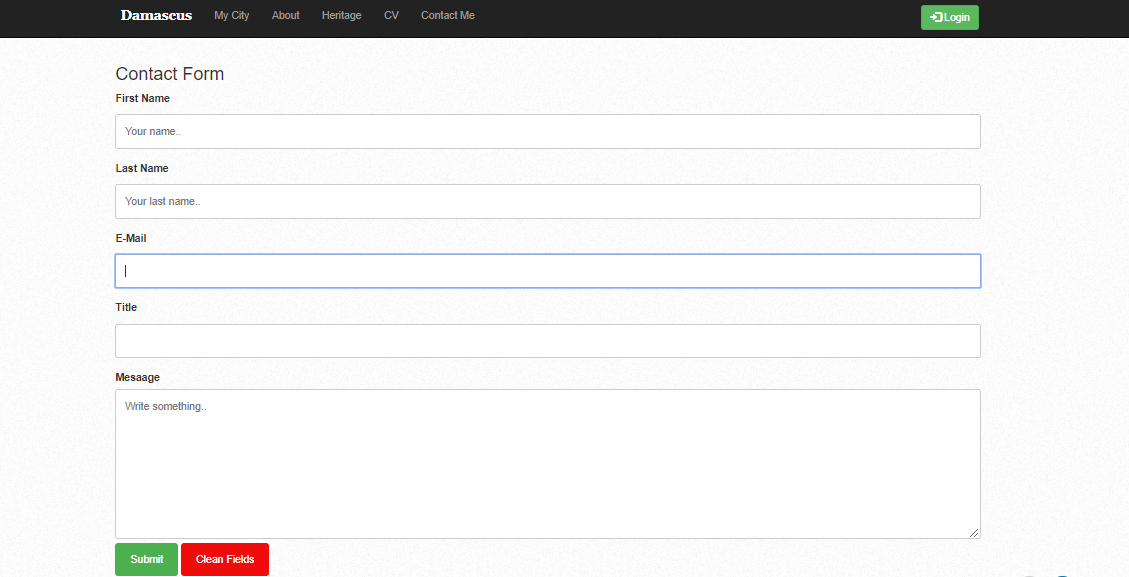 Damascus My City About Heritage CV Contact Me Login
Contact Form
First Name
Your name..
Last Name
Your last name..
E-Mail
Title
Mesaage
Write something..
Submit Clean Fields